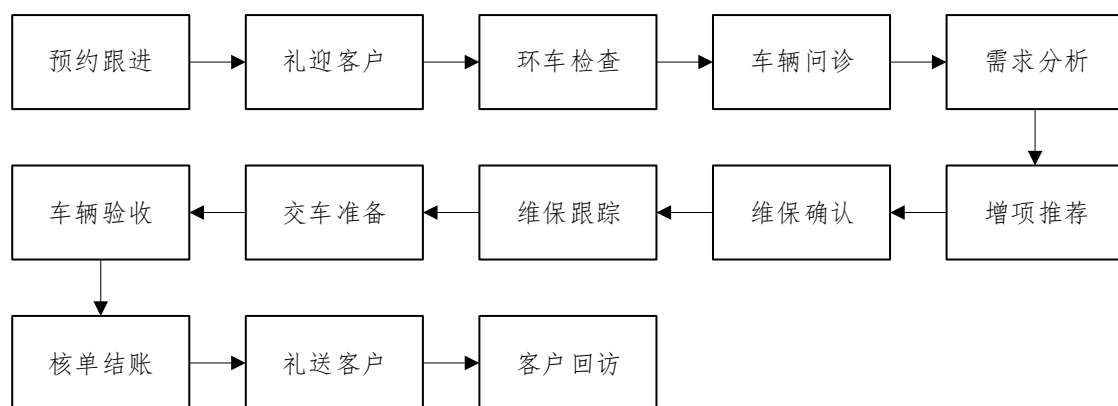 预约跟进
礼迎客户
环车检查
车辆问诊
需求分析
增项推荐
维保确认
维保跟踪
交车准备
车辆验收
核单结账
礼送客户
客户回访